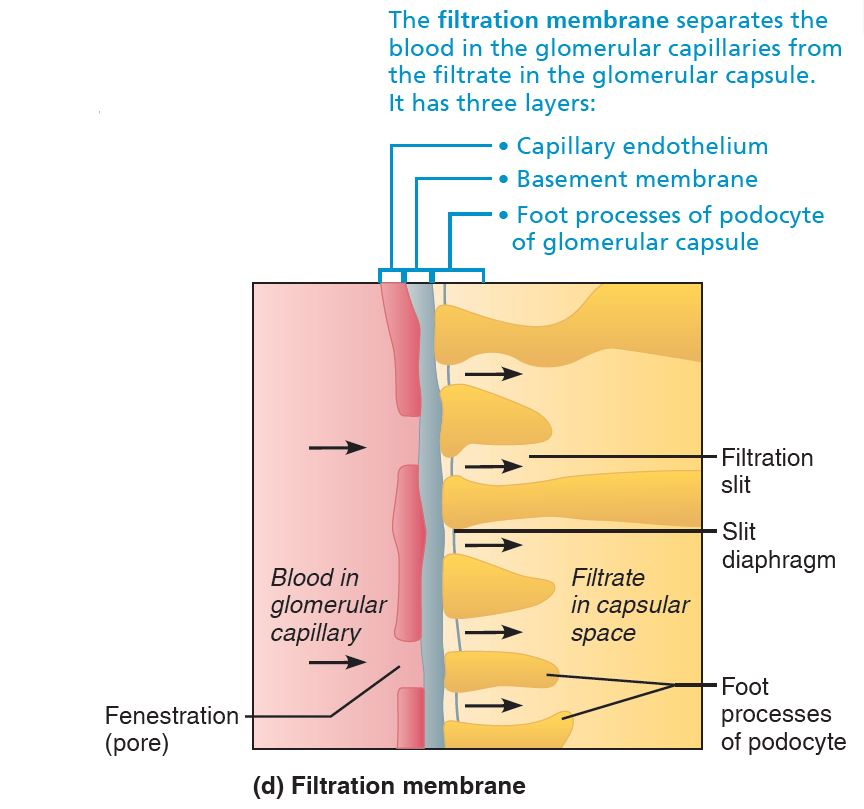 The filtration membrane separates the
blood in the glomerular capillaries from
the filtrate in the glomerular capsule.
It has three layers:
• Capillary endothelium
• Basement membrane
• Foot processes of podocyte
of glomerular capsule
Filtration
slit
Slit
diaphragm
Blood in
glomerular
capillary
Filtrate
in capsular
space
Foot
processes
of podocyte
Fenestration
(pore)
(d) Filtration membrane